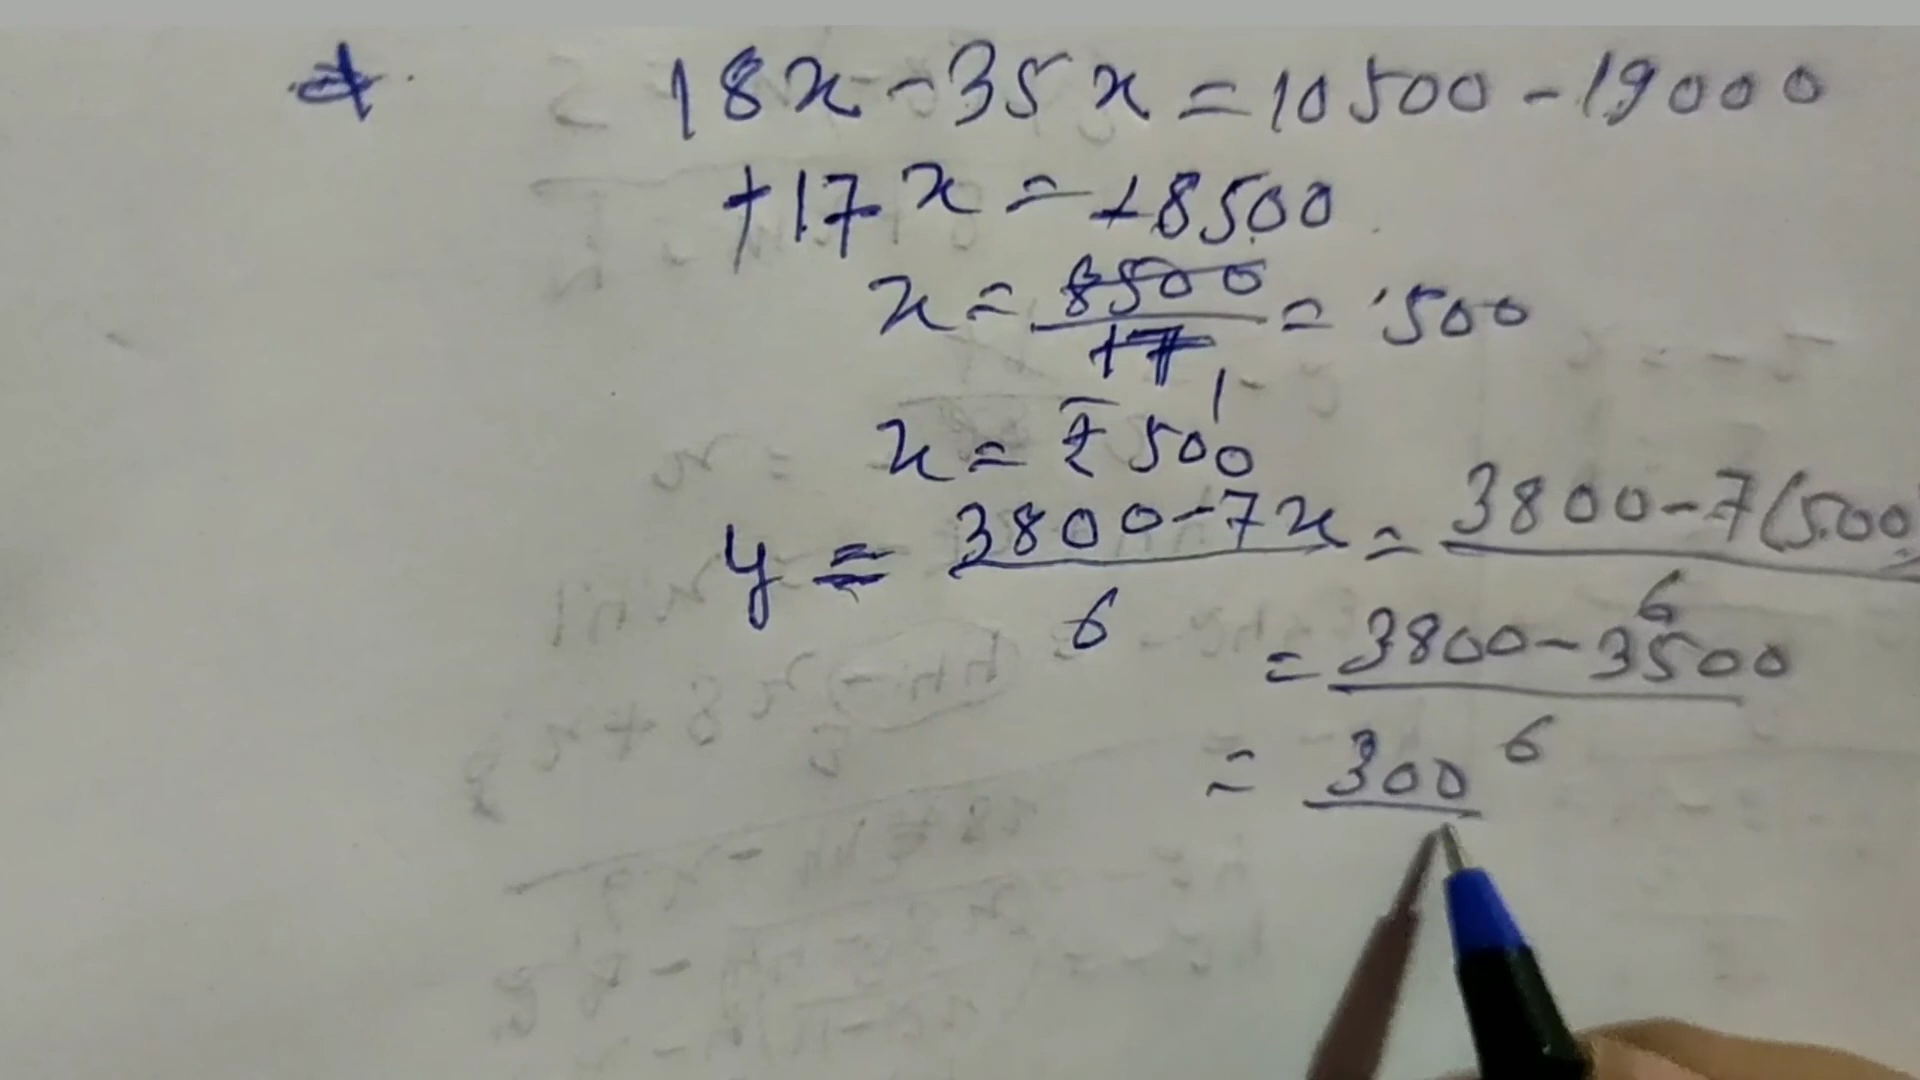 18x - 35x = 10500 - 19000
+17x = +8500
x = 8500/17 = 500
1
x = ₹500
y = 3800-7x/6 = 3800-7(500)/6
= 3800-3500/6
= 300